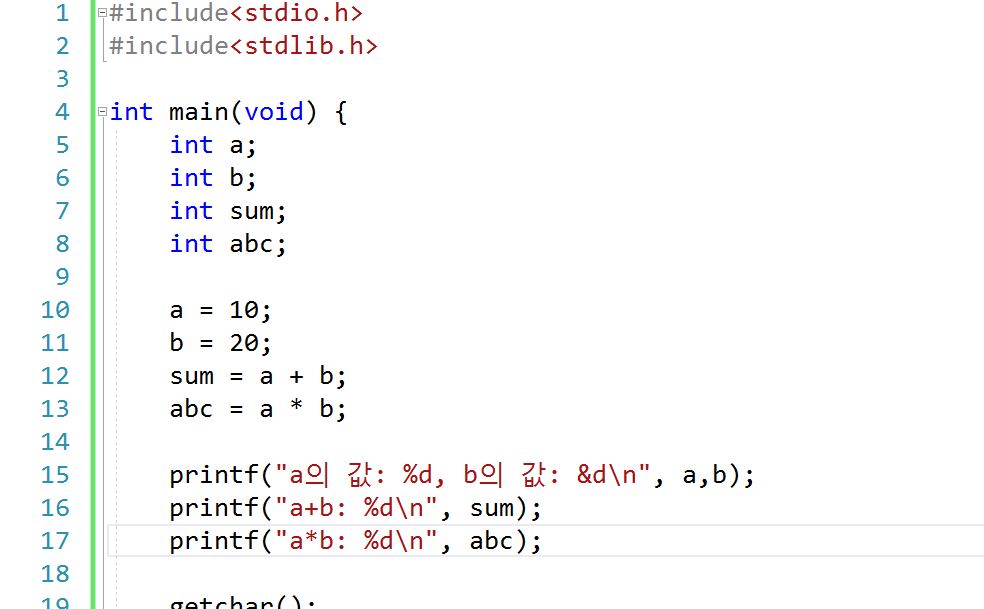 1 #include<stdio.h>
2 #include<stdlib.h>
3
4 int main(void) {
5 int a;
6 int b;
7 int sum;
8 int abc;
9
10 a = 10;
11 b = 20;
12 sum = a + b;
13 abc = a * b;
14
15 printf("a의 값: %d, b의 값: &d\n", a,b);
16 printf("a+b: %d\n", sum);
17 printf("a*b: %d\n", abc);
18
19 getchar();